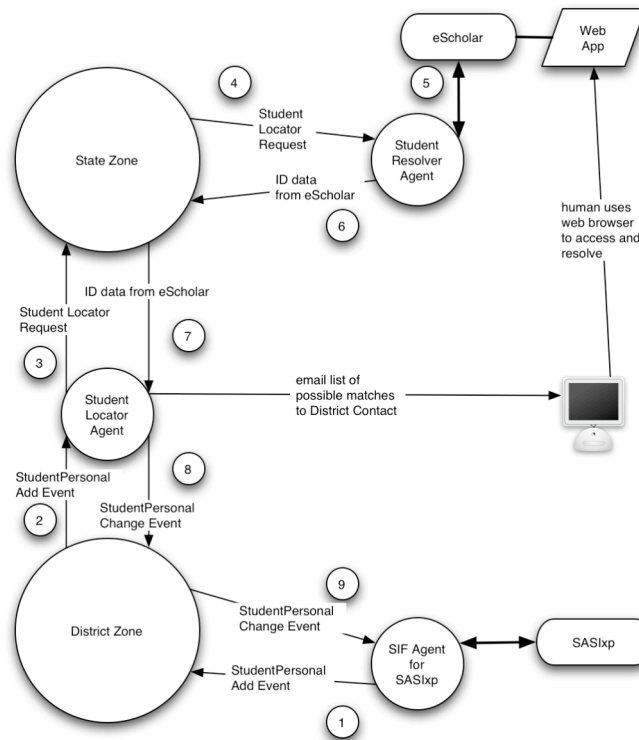 eScholar
Web
App
4
5
Student
Locator
Request
Student
Resolver
Agent
State Zone
ID data
from eScholar
6
human uses
web browser
to access and
resolve
ID data from eScholar
Student Locator
Request
7
3
email list of
possible matches
to District Contact
Student
Locator
Agent
8
StudentPersonal
Add Event
StudentPersonal
Change Event
2
9
StudentPersonal
Change Event
District Zone
SIF Agent
for
SASIxp
SASIxp
StudentPersonal
Add Event
1